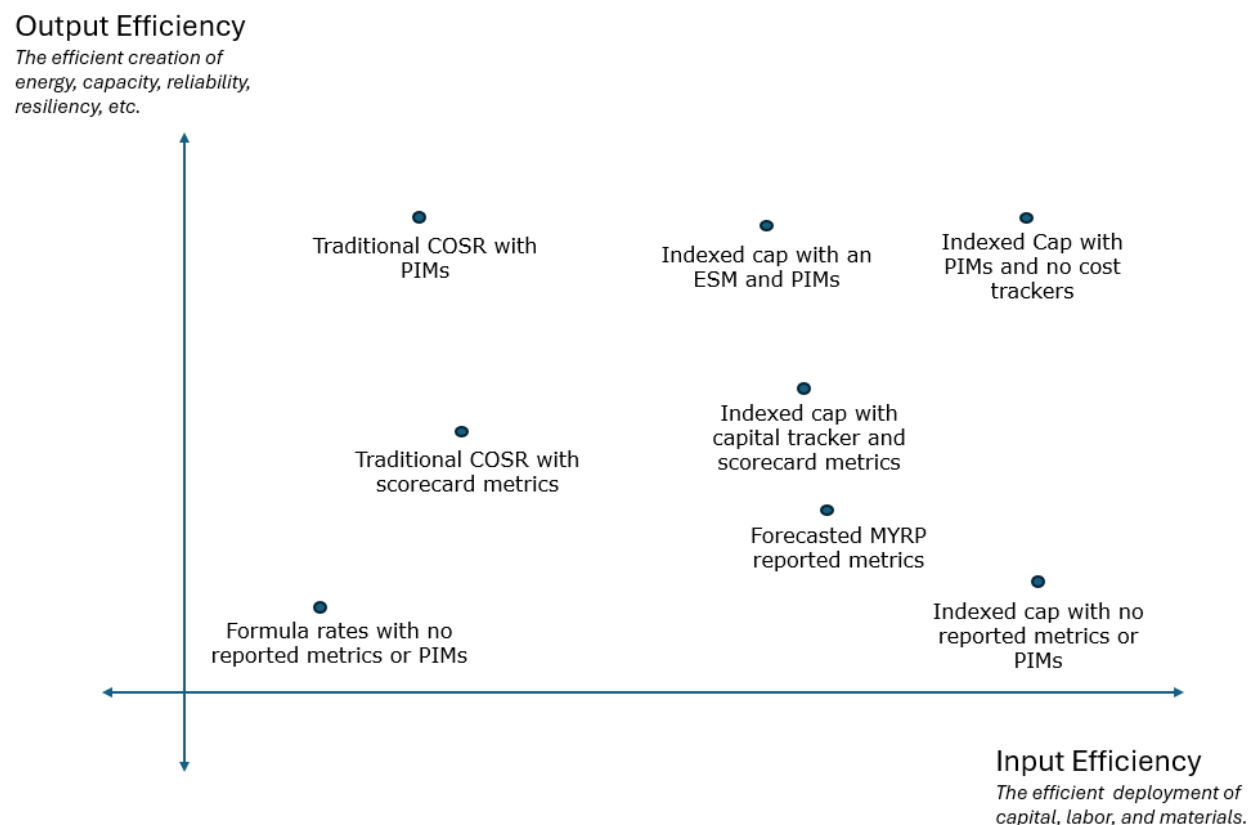 Output Efficiency
The efficient creation of
energy, capacity, reliability,
resiliency, etc.
Traditional COSR with
PIMs
Indexed cap with an
ESM and PIMs
Indexed Cap with
PIMs and no cost
trackers
Indexed cap with
capital tracker and
scorecard metrics
Traditional COSR with
scorecard metrics
Forecasted MYRP
reported metrics
Indexed cap with no
reported metrics or
PIMs
Formula rates with no
reported metrics or PIMs
Input Efficiency
The efficient deployment of
capital, labor, and materials.